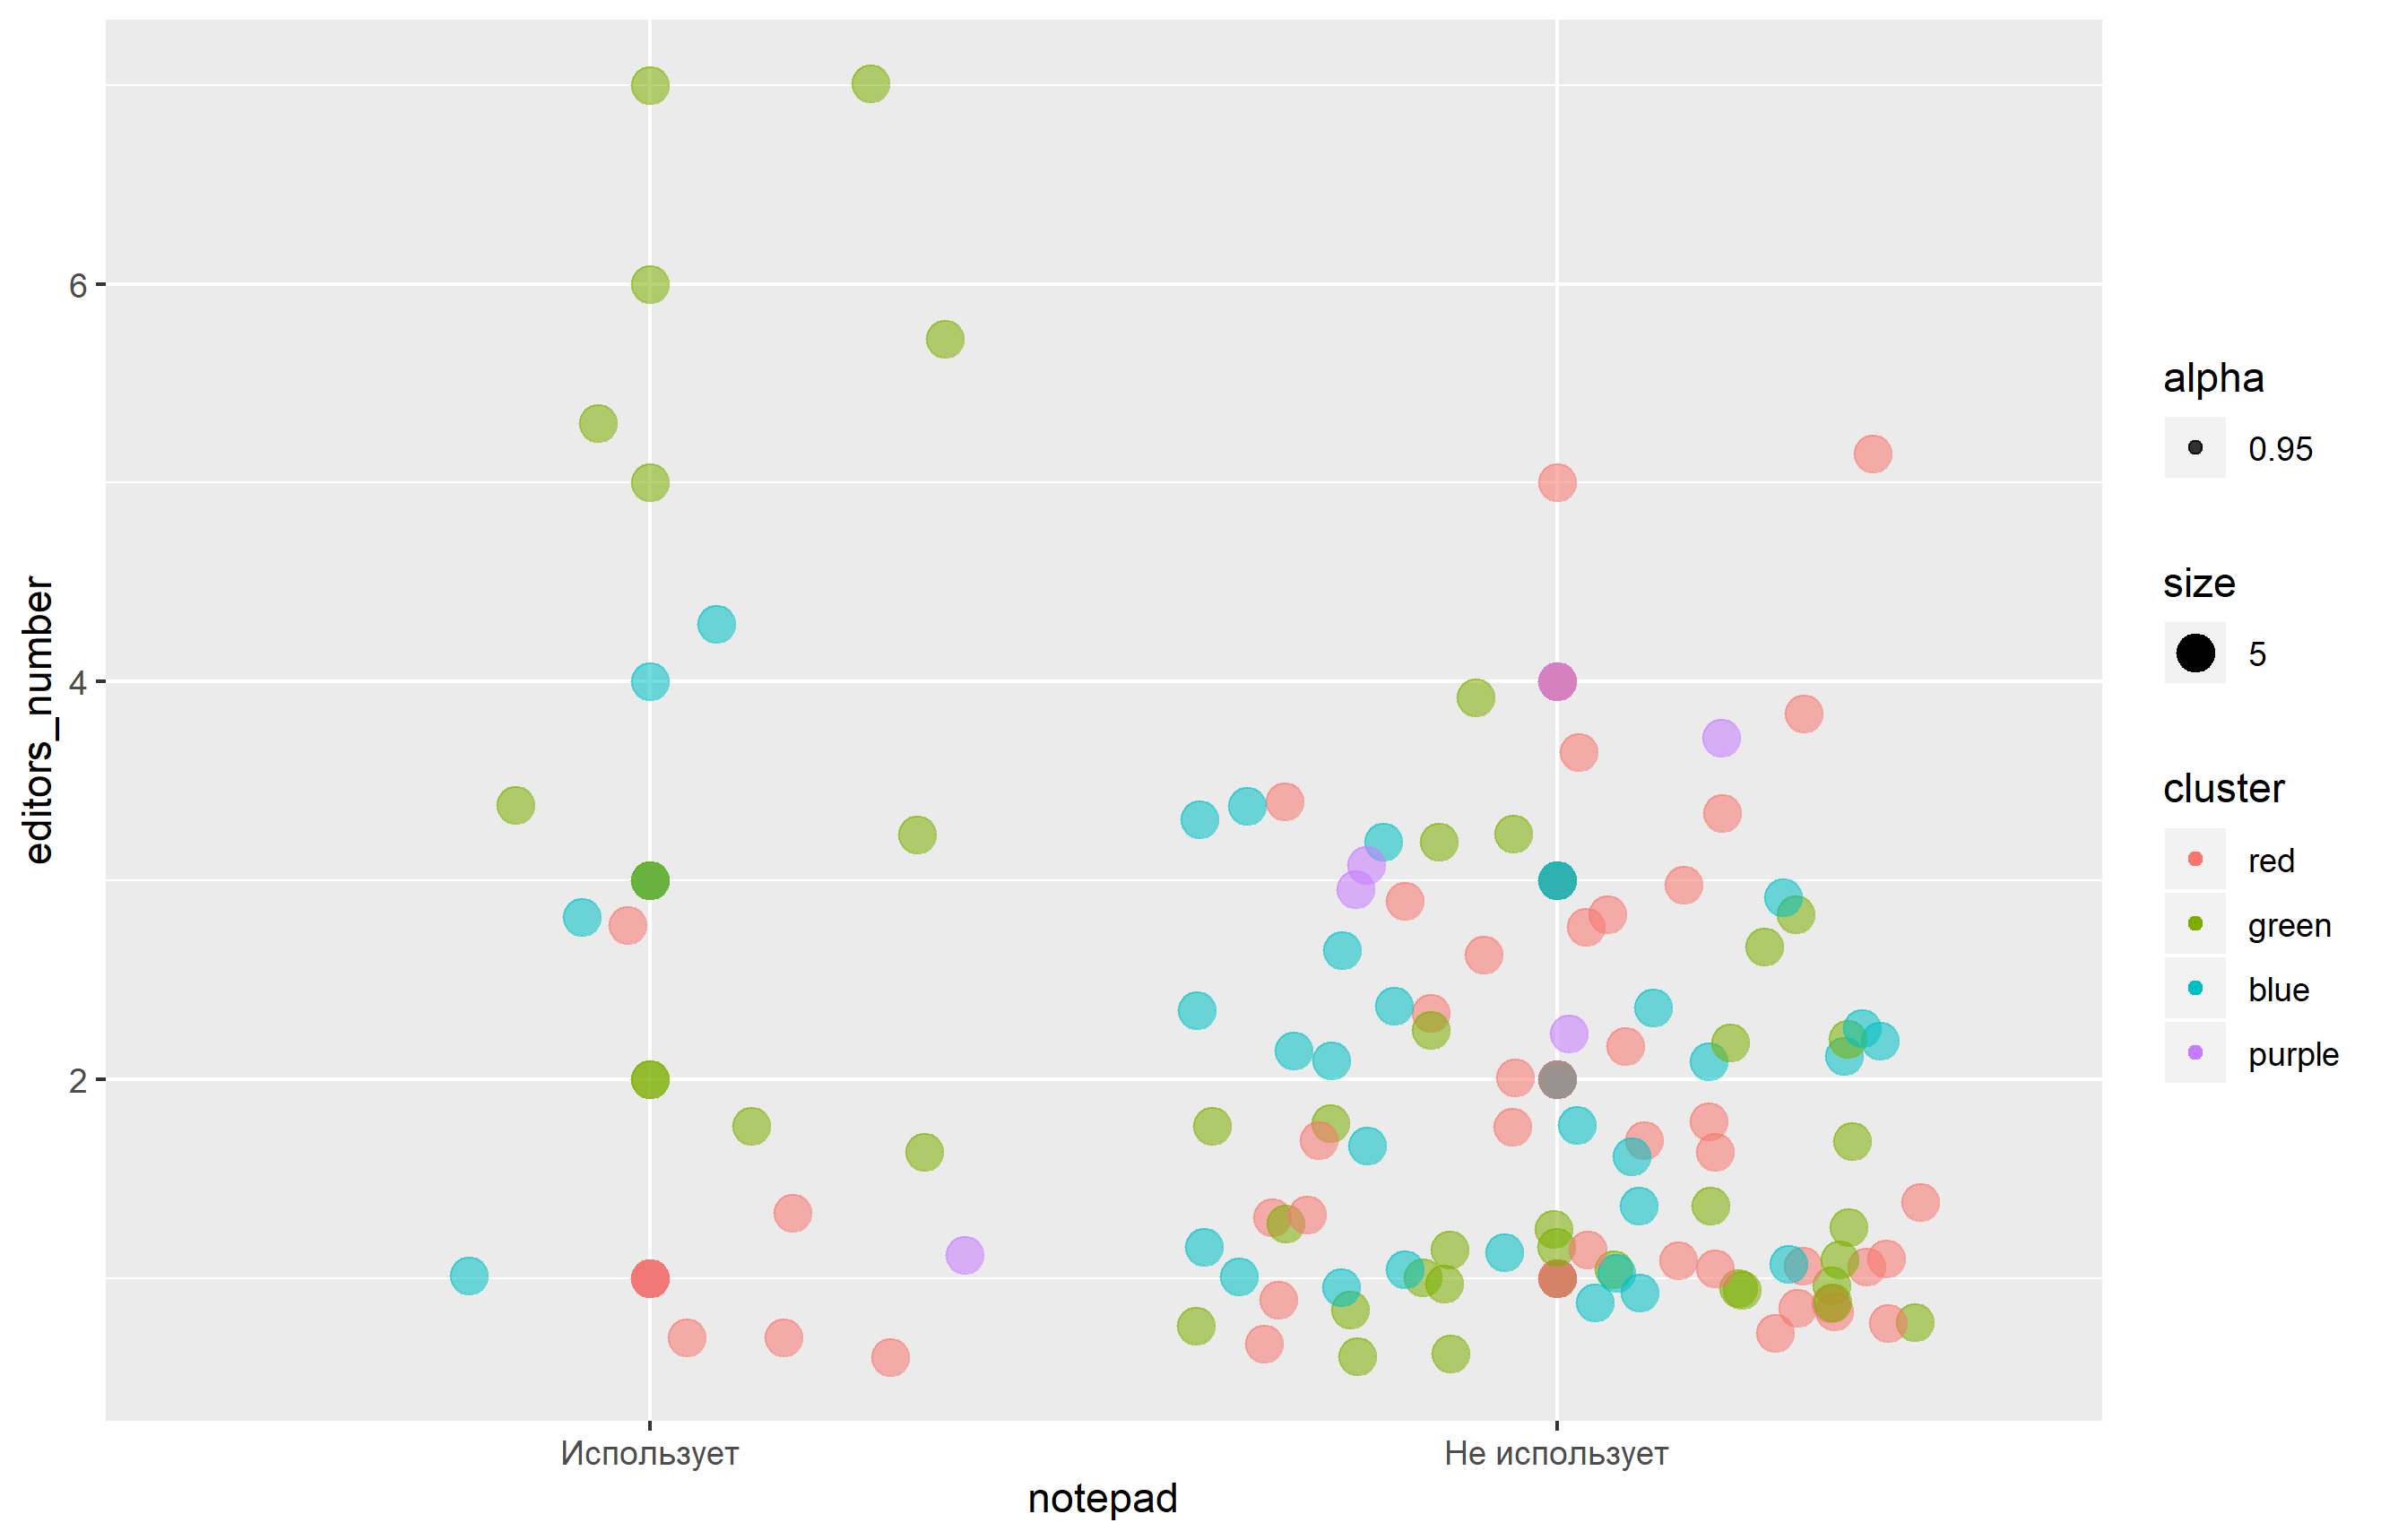 editors_number
6
4
2
Использует
Не использует
notepad
alpha
0.95
size
5
cluster
red
green
blue
purple